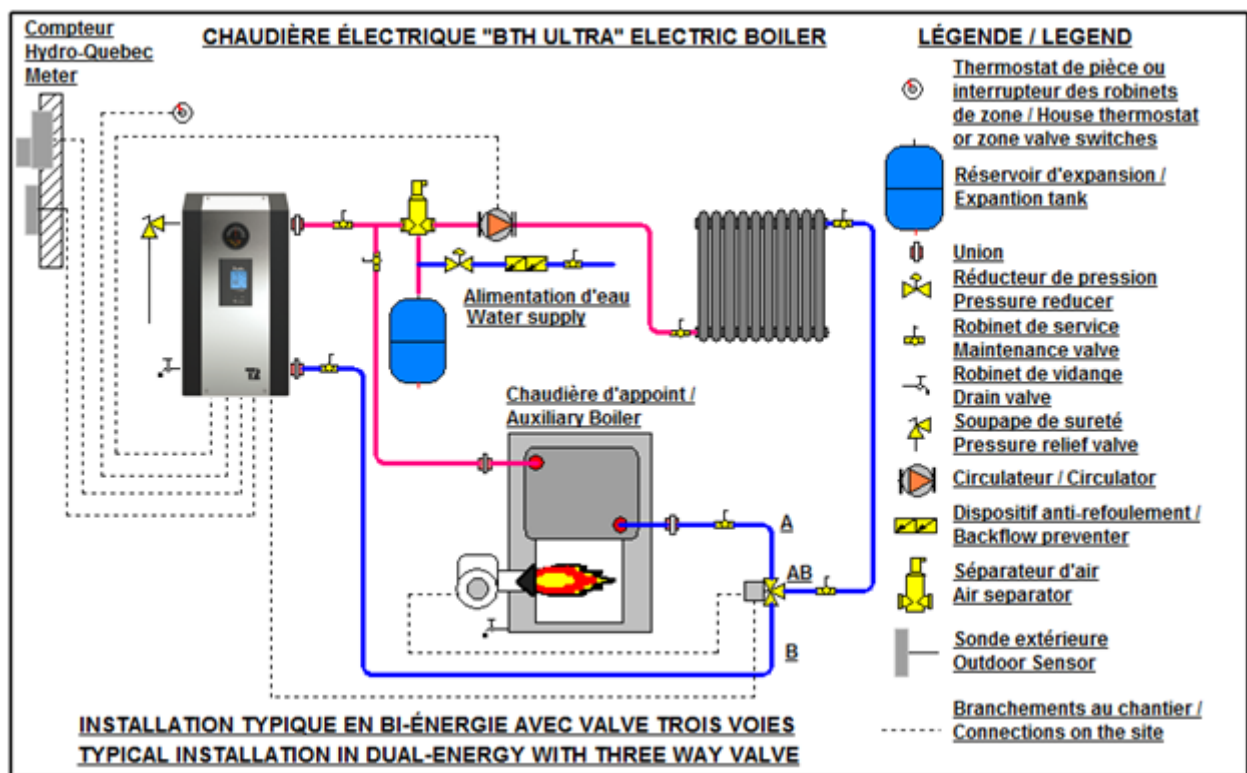 Compteur
Hydro-Quebec
Meter
CHAUDIÈRE ÉLECTRIQUE "BTH ULTRA" ELECTRIC BOILER
LÉGENDE / LEGEND
Thermostat de pièce ou
interrupteur des robinets
de zone / House thermostat
or zone valve switches
Réservoir d'expansion /
Expantion tank
Union
Réducteur de pression
Pressure reducer
Robinet de service
Maintenance valve
Robinet de vidange
Drain valve
Soupape de sureté
Pressure relief valve
Circulateur / Circulator
Dispositif anti-refoulement /
Backflow preventer
Séparateur d'air
Air separator
Sonde extérieure
Outdoor Sensor
Branchements au chantier /
Connections on the site
Alimentation d'eau
Water supply
Chaudière d'appoint /
Auxiliary Boiler
A
AB
B
INSTALLATION TYPIQUE EN BI-ÉNERGIE AVEC VALVE TROIS VOIES
TYPICAL INSTALLATION IN DUAL-ENERGY WITH THREE WAY VALVE